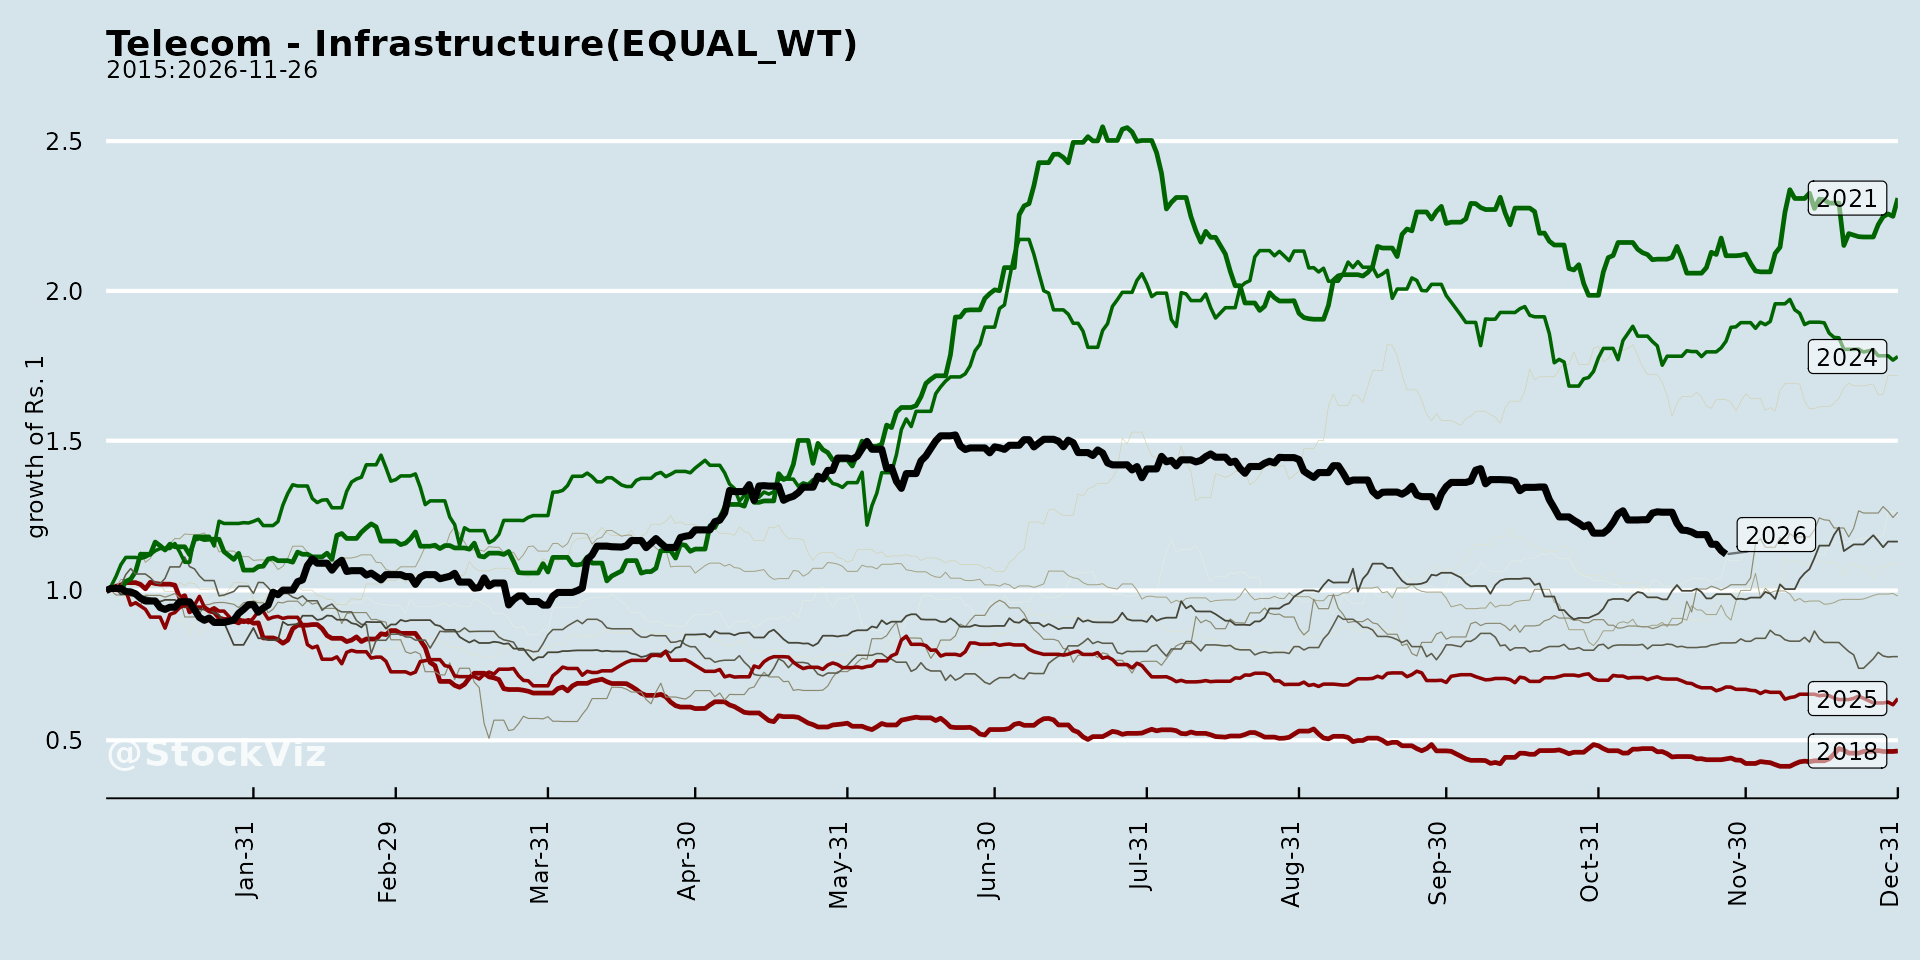 Telecom - Infrastructure(EQUAL_WT)
2015:2026-11-26
growth of Rs. 1
2.5
2.0
1.5
1.0
0.5
2021
2024
2026
2025
2018
@StockViz
Jan-31
Feb-29
Mar-31
Apr-30
May-31
Jun-30
Jul-31
Aug-31
Sep-30
Oct-31
Nov-30
Dec-31